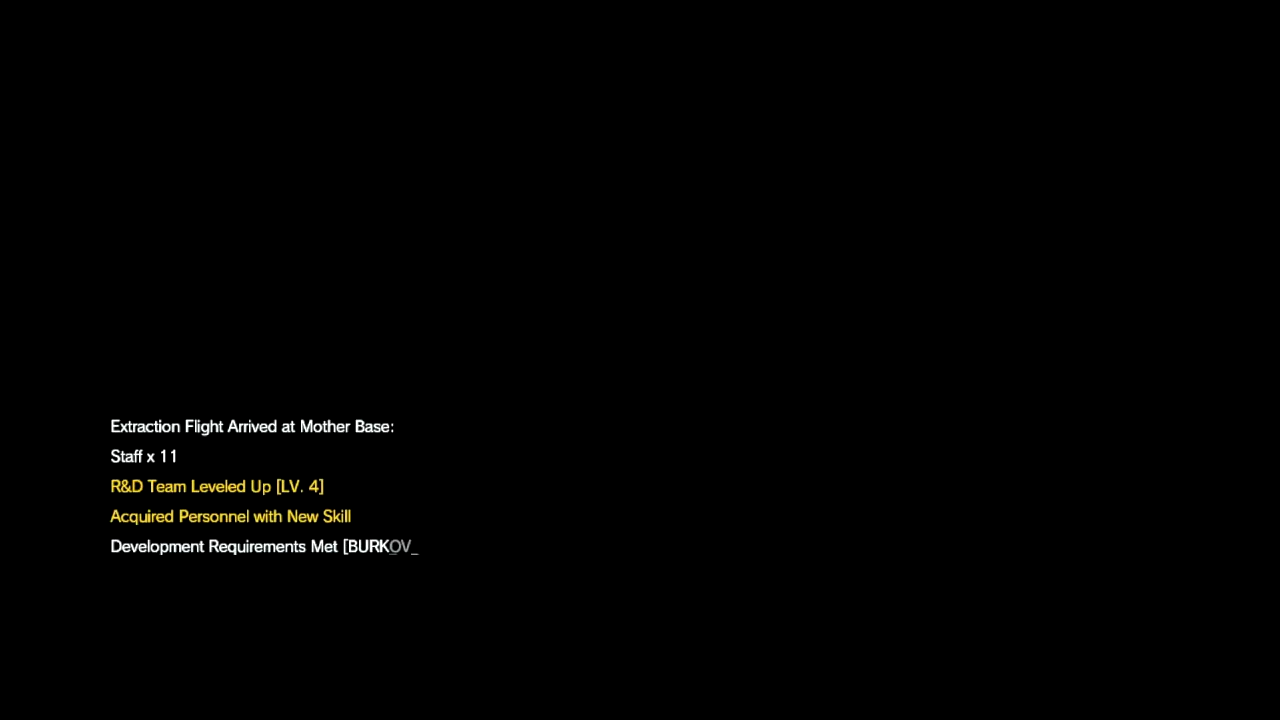 Extraction Flight Arrived at Mother Base:
Staff x 11
R&D Team Leveled Up [LV. 4]
Acquired Personnel with New Skill
Development Requirements Met [BURKOV_